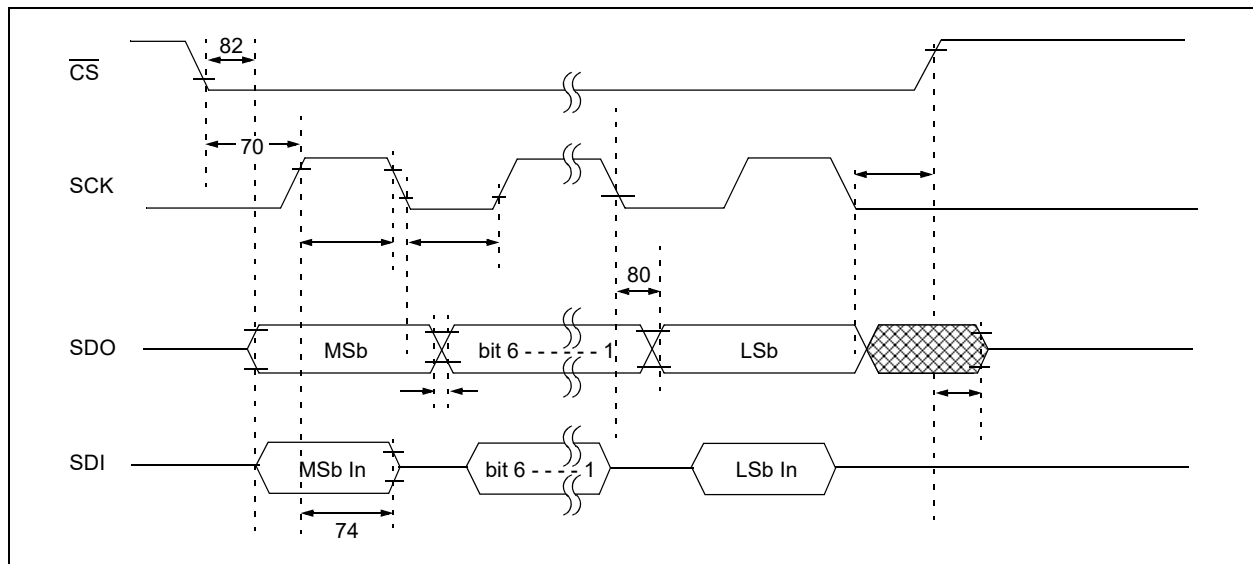 82
CS
70
SCK
80
SDO
MSb
bit 6 - - - - - - 1
LSb
SDI
MSb In
bit 6 - - - - - 1
LSb In
74